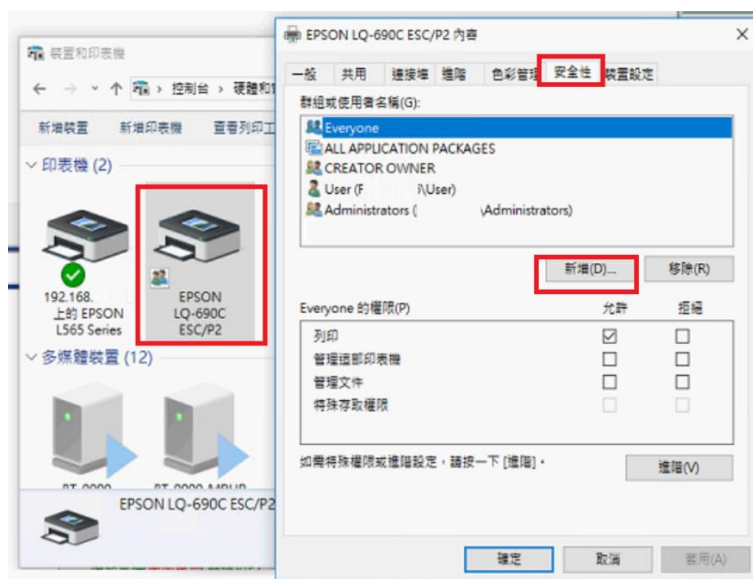 裝置和印表機
控制台 › 硬體和
新增裝置 新增印表機 查看列印工
印表機 (2)
192.168.
上的 EPSON
L565 Series
EPSON
LQ-690C
ESC/P2
多媒體裝置 (12)
EPSON LQ-690C ESC/P2
EPSON LQ-690C ESC/P2 內容
一般 共用 連接埠 進階 色彩管理 安全性 裝置設定
群組或使用者名稱(G):
Everyone
ALL APPLICATION PACKAGES
CREATOR OWNER
User (F i\User)
Administrators ( \Administrators)
新增(D)... 移除(R)
Everyone 的權限(P) 允許 拒絕
列印
管理這部印表機
管理文件
特殊存取權限
如需特殊權限或進階設定，請按一下 [進階]。
進階(V)
確定 取消 套用(A)